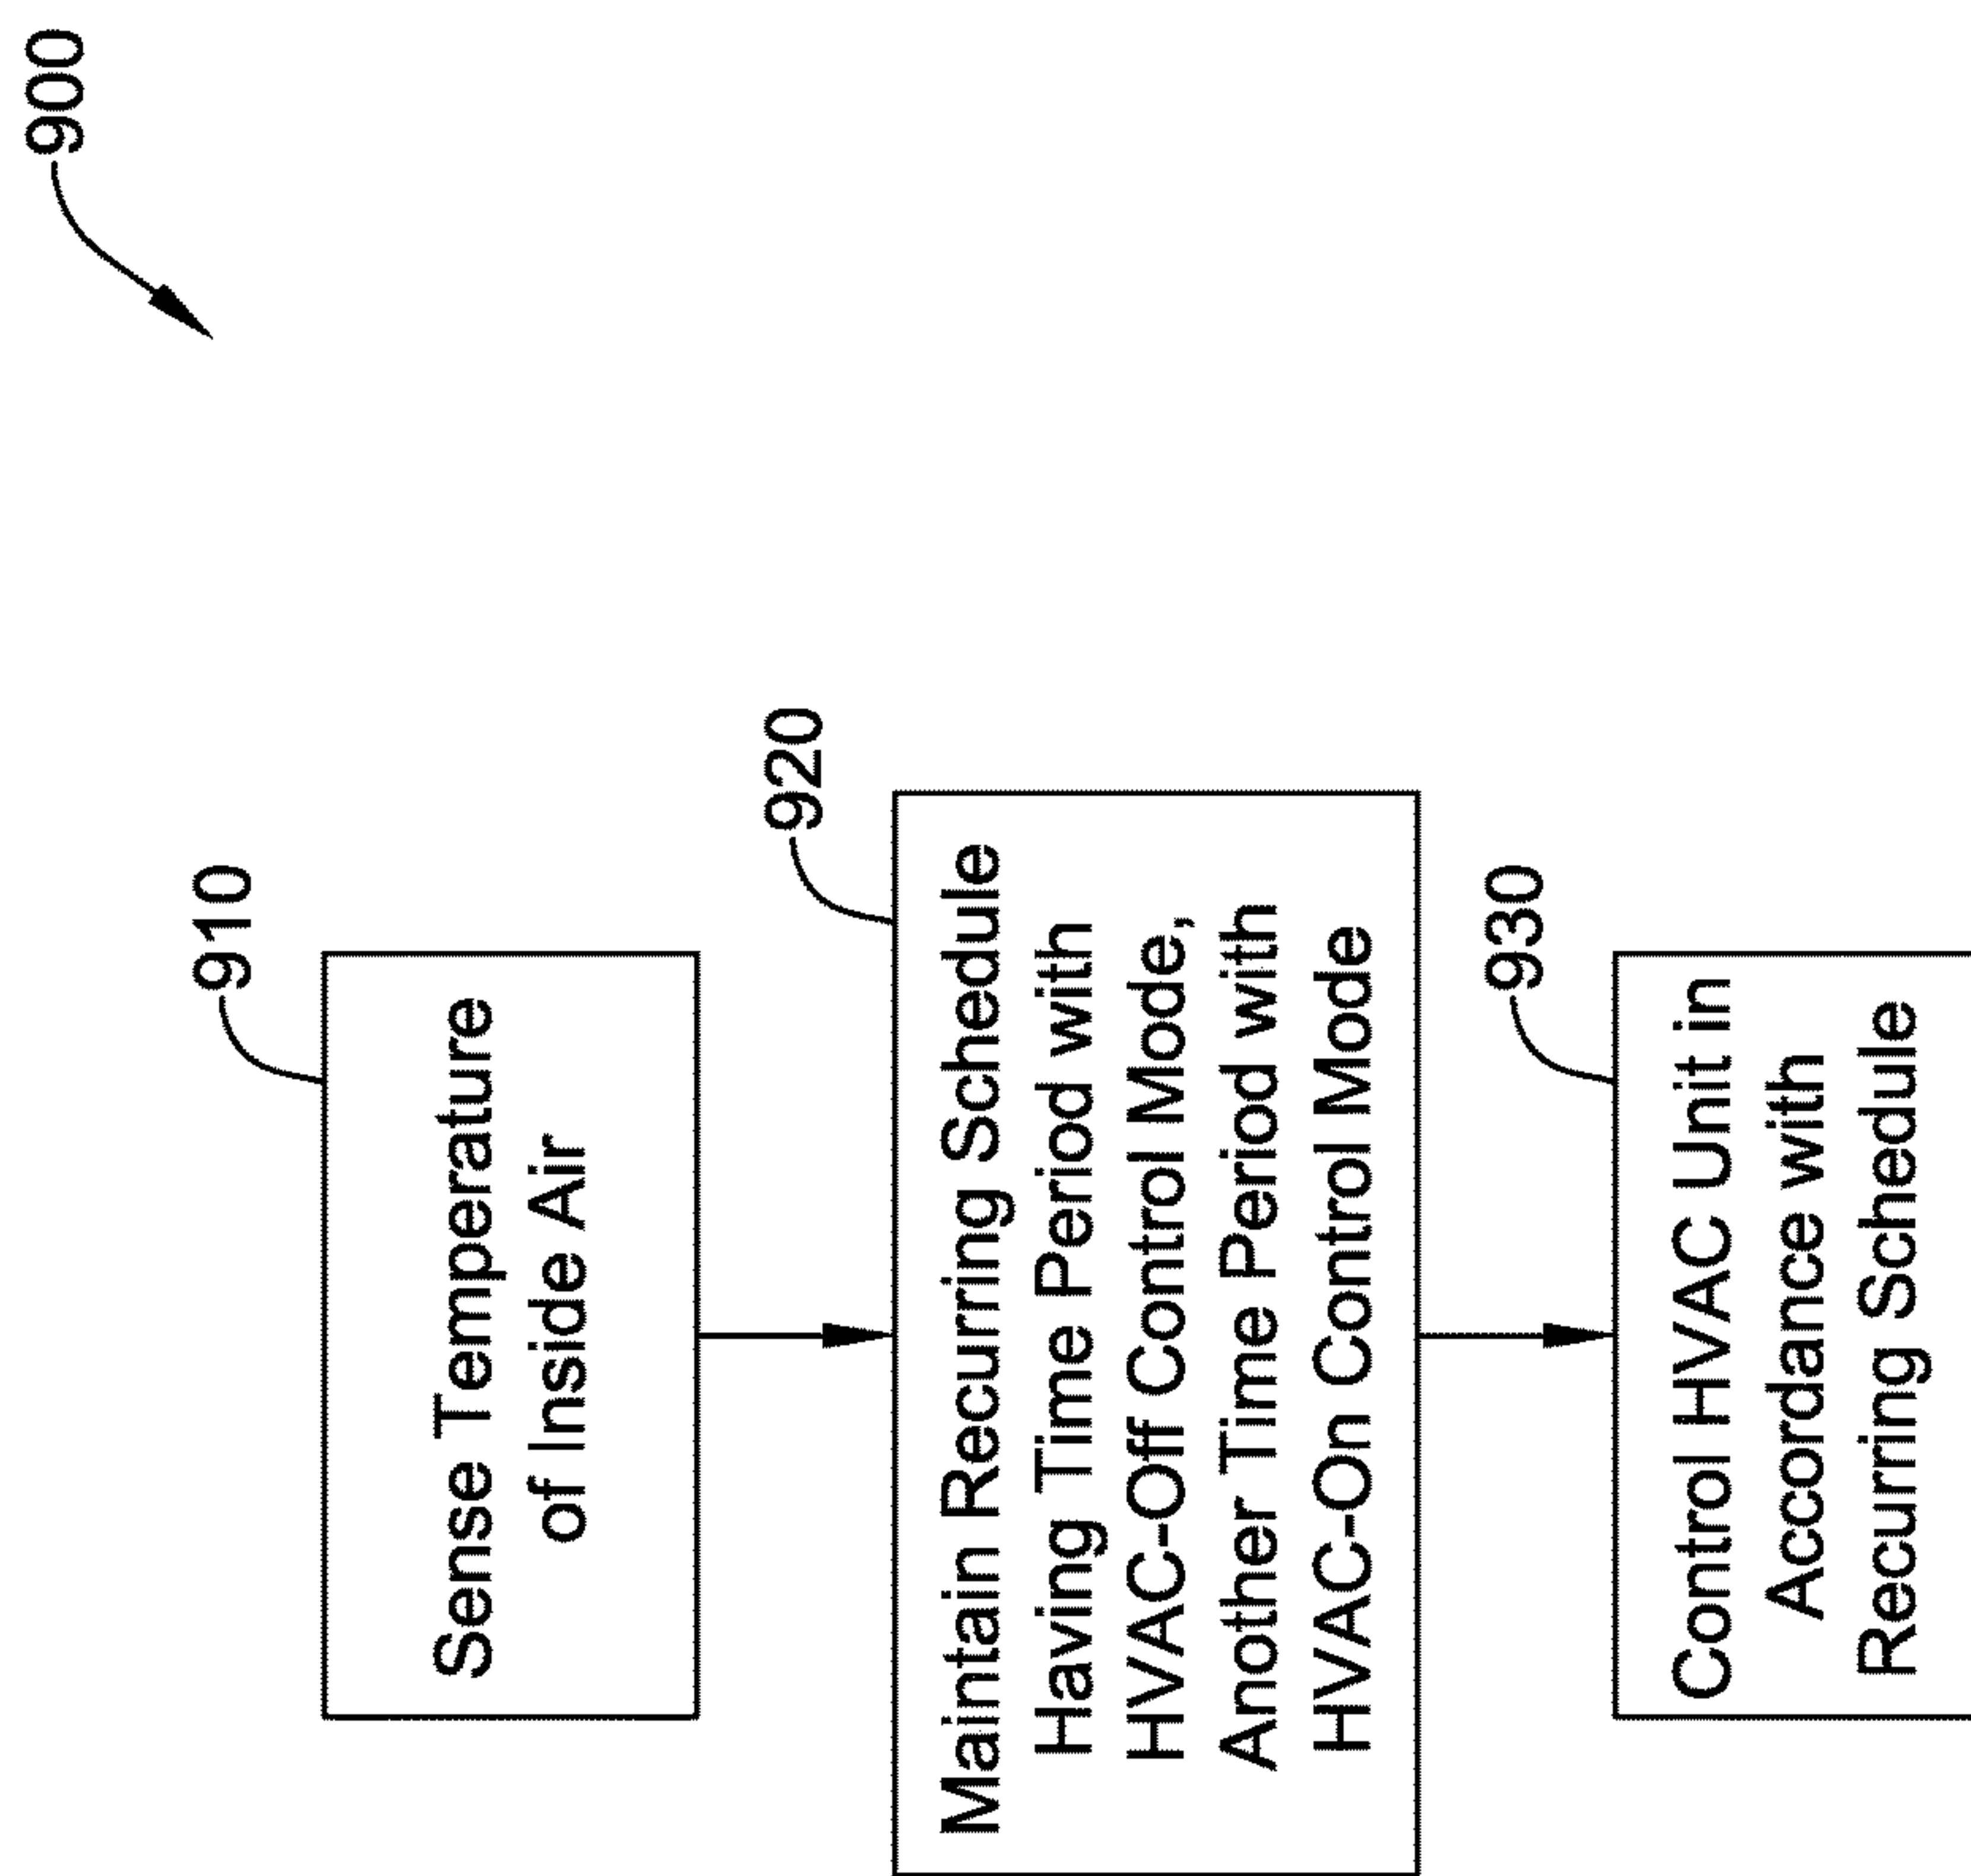 900
910
Sense Temperature
of Inside Air
920
Maintain Recurring Schedule
Having Time Period with
HVAC-Off Control Mode,
Another Time Period with
HVAC-On Control Mode
930
Control HVAC Unit in
Accordance with
Recurring Schedule